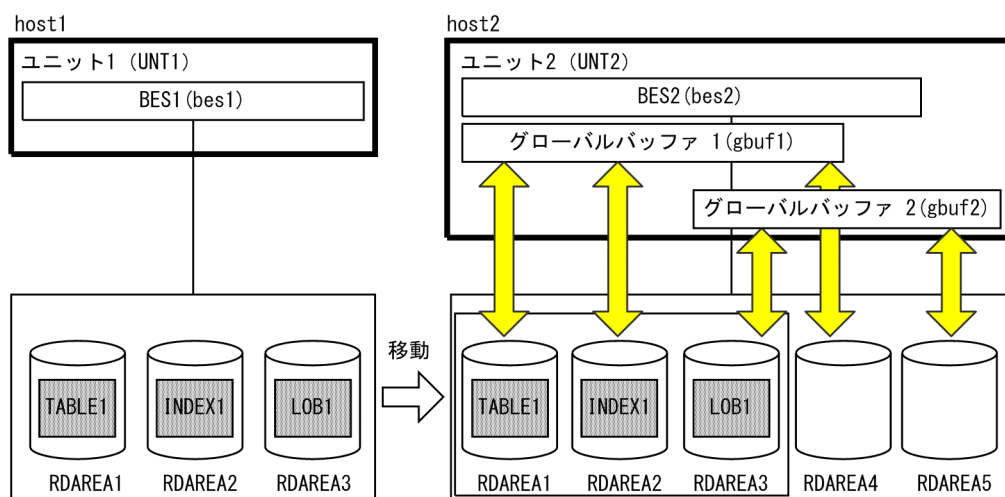 host1
ユニット1 (UNT1)
BES1(bes1)
TABLE1
INDEX1
LOB1
RDAREA1
RDAREA2
RDAREA3
移動
host2
ユニット2 (UNT2)
BES2(bes2)
グローバルバッファ 1(gbuf1)
グローバルバッファ 2(gbuf2)
TABLE1
INDEX1
LOB1
RDAREA1
RDAREA2
RDAREA3
RDAREA4
RDAREA5